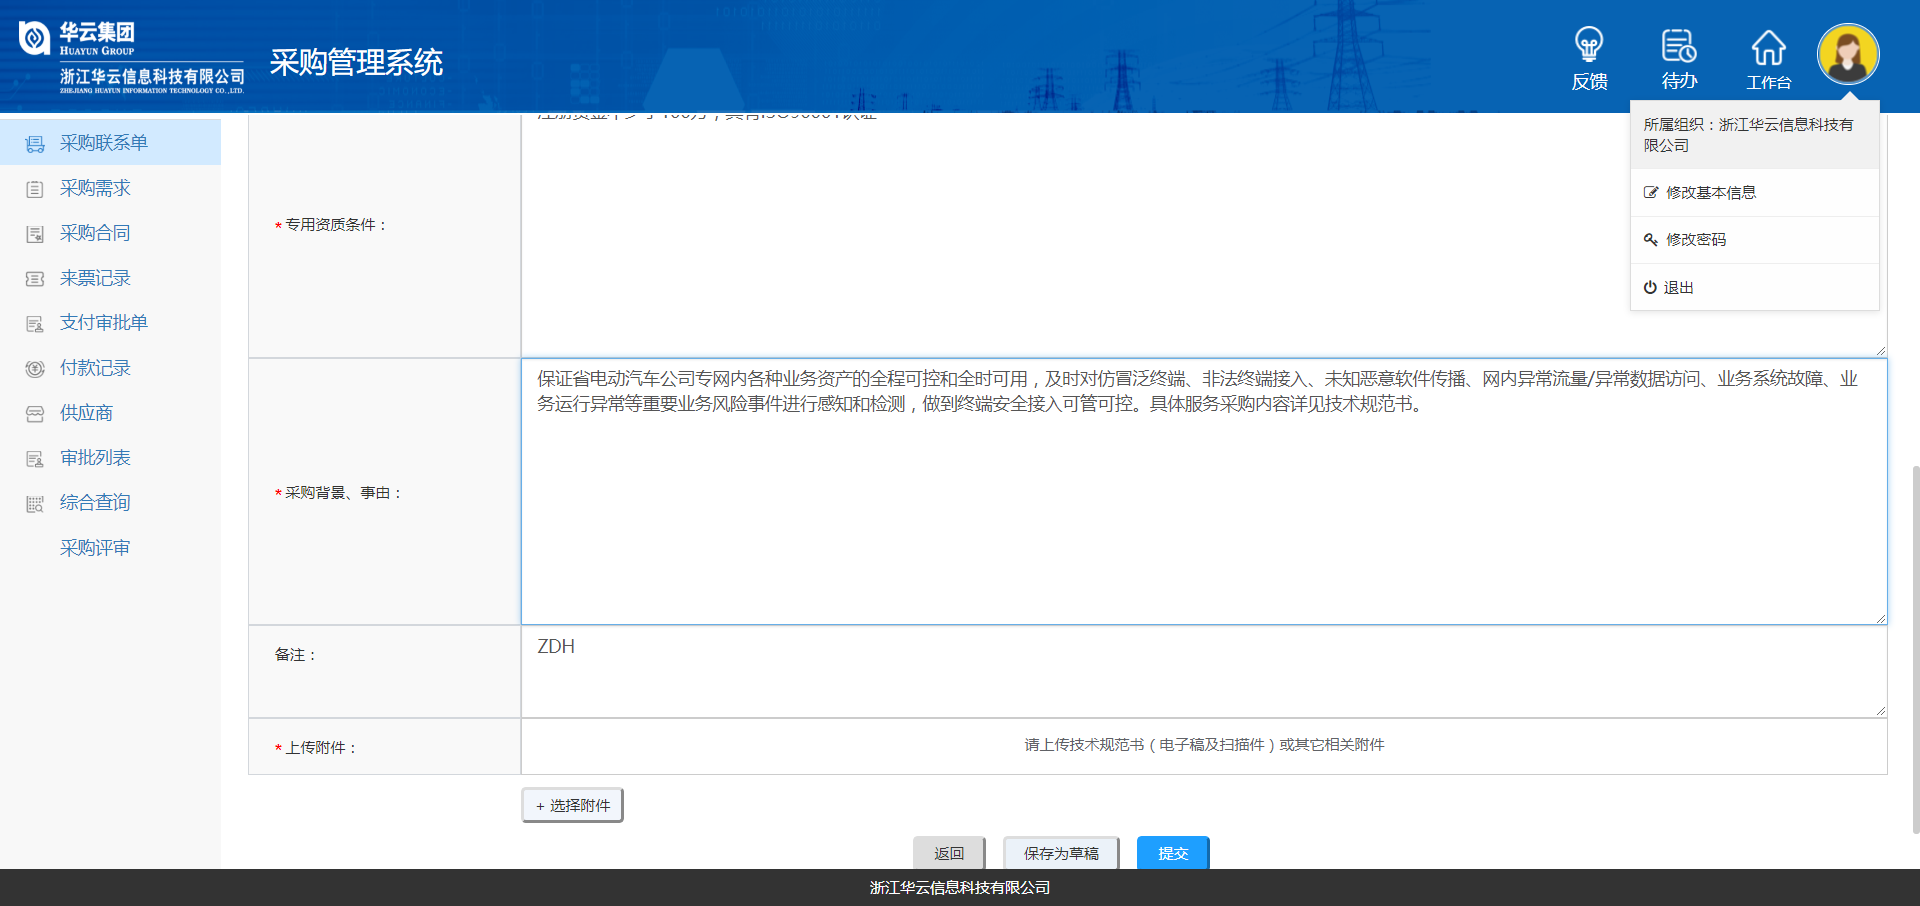 华云集团
HUAYUN GROUP
浙江华云信息科技有限公司
ZHEJIANG HUAYUN INFORMATION TECHNOLOGY CO.,LTD.
采购管理系统
反馈
待办
工作台
所属组织：浙江华云信息科技有
限公司
修改基本信息
修改密码
退出
采购联系单
采购需求
采购合同
来票记录
支付审批单
付款记录
供应商
审批列表
综合查询
采购评审
*专用资质条件：
*采购背景、事由：
保证省电动汽车公司专网内各种业务资产的全程可控和全时可用，及时对仿冒泛终端、非法终端接入、未知恶意软件传播、网内异常流量/异常数据访问、业务系统故障、业
务运行异常等重要业务风险事件进行感知和检测，做到终端安全接入可管可控。具体服务采购内容详见技术规范书。
备注：
ZDH
*上传附件：
请上传技术规范书（电子稿及扫描件）或其它相关附件
+ 选择附件
返回
保存为草稿
提交
浙江华云信息科技有限公司